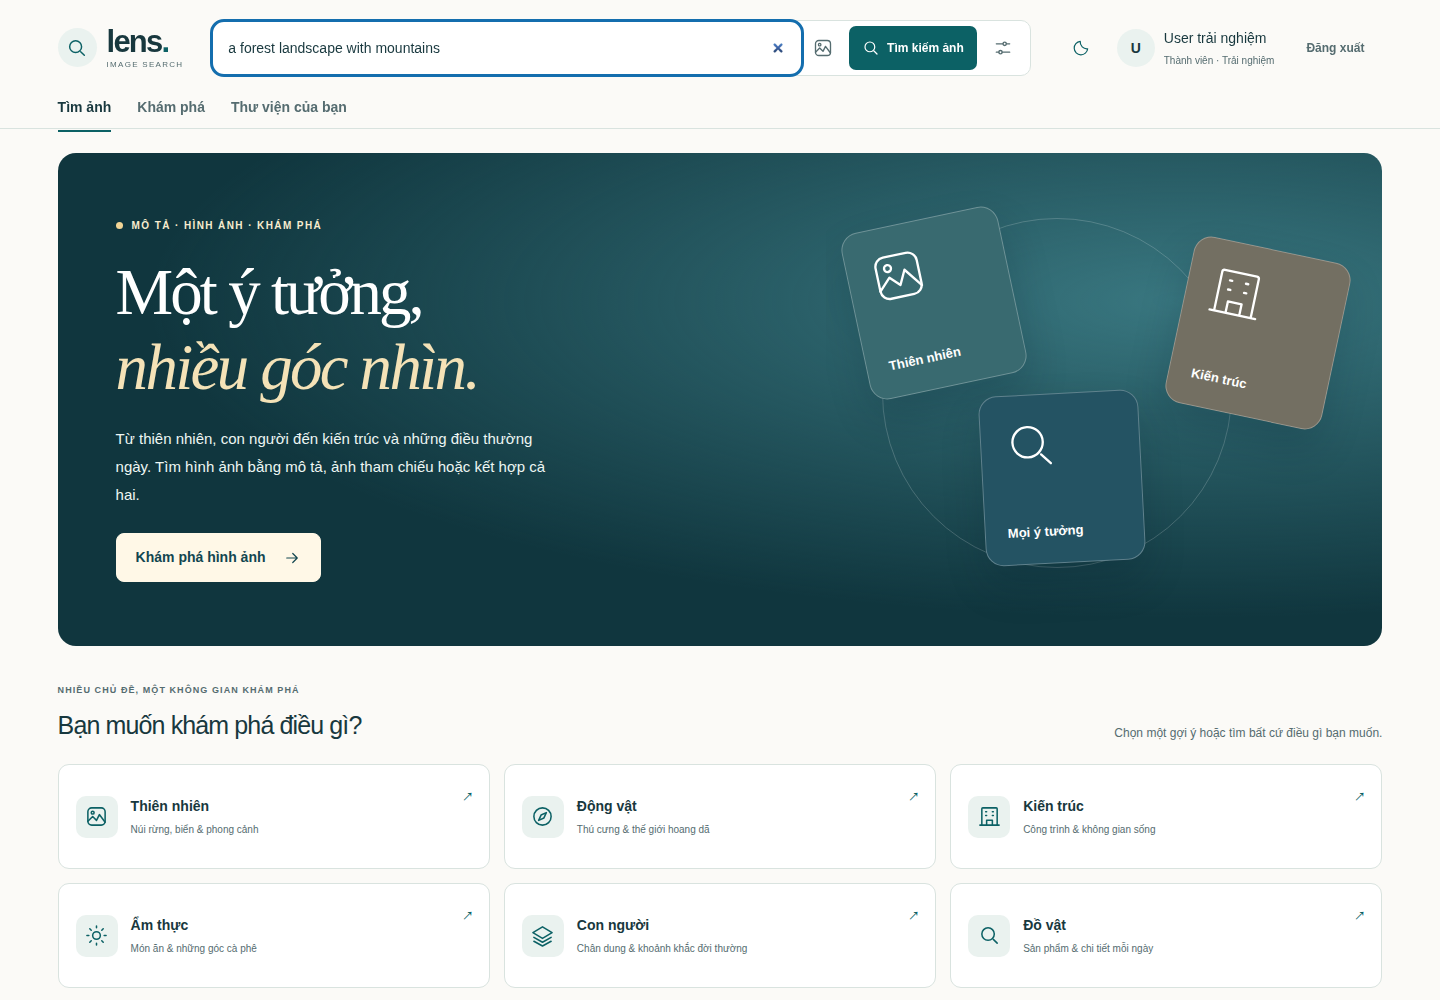 lens.
IMAGE SEARCH
a forest landscape with mountains
Tìm kiếm ảnh
U
User trải nghiệm
Thành viên · Trải nghiệm
Đăng xuất
Tìm ảnh
Khám phá
Thư viện của bạn
MÔ TẢ · HÌNH ẢNH · KHÁM PHÁ
Một ý tưởng,
nhiều góc nhìn.
Từ thiên nhiên, con người đến kiến trúc và những điều thường
ngày. Tìm hình ảnh bằng mô tả, ảnh tham chiếu hoặc kết hợp cả
hai.
Khám phá hình ảnh
Thiên nhiên
Kiến trúc
Mọi ý tưởng
NHIỀU CHỦ ĐỀ, MỘT KHÔNG GIAN KHÁM PHÁ
Bạn muốn khám phá điều gì?
Chọn một gợi ý hoặc tìm bất cứ điều gì bạn muốn.
Thiên nhiên
Núi rừng, biển & phong cảnh
Động vật
Thú cưng & thế giới hoang dã
Kiến trúc
Công trình & không gian sống
Ẩm thực
Món ăn & những góc cà phê
Con người
Chân dung & khoảnh khắc đời thường
Đồ vật
Sản phẩm & chi tiết mỗi ngày